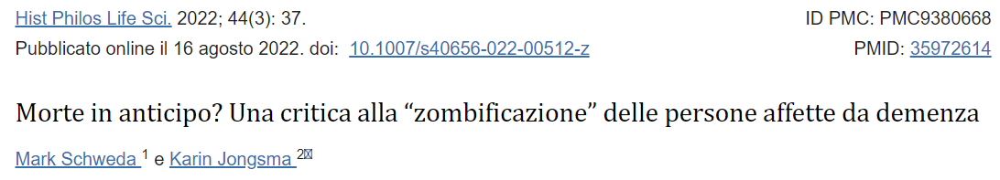 Hist Philos Life Sci. 2022; 44(3): 37. ID PMC: PMC9380668
Pubblicato online il 16 agosto 2022. doi: 10.1007/s40656-022-00512-z PMID: 35972614
Morte in anticipo? Una critica alla “zombificazione” delle persone affette da demenza
Mark Schweda 1 e Karin Jongsma 2